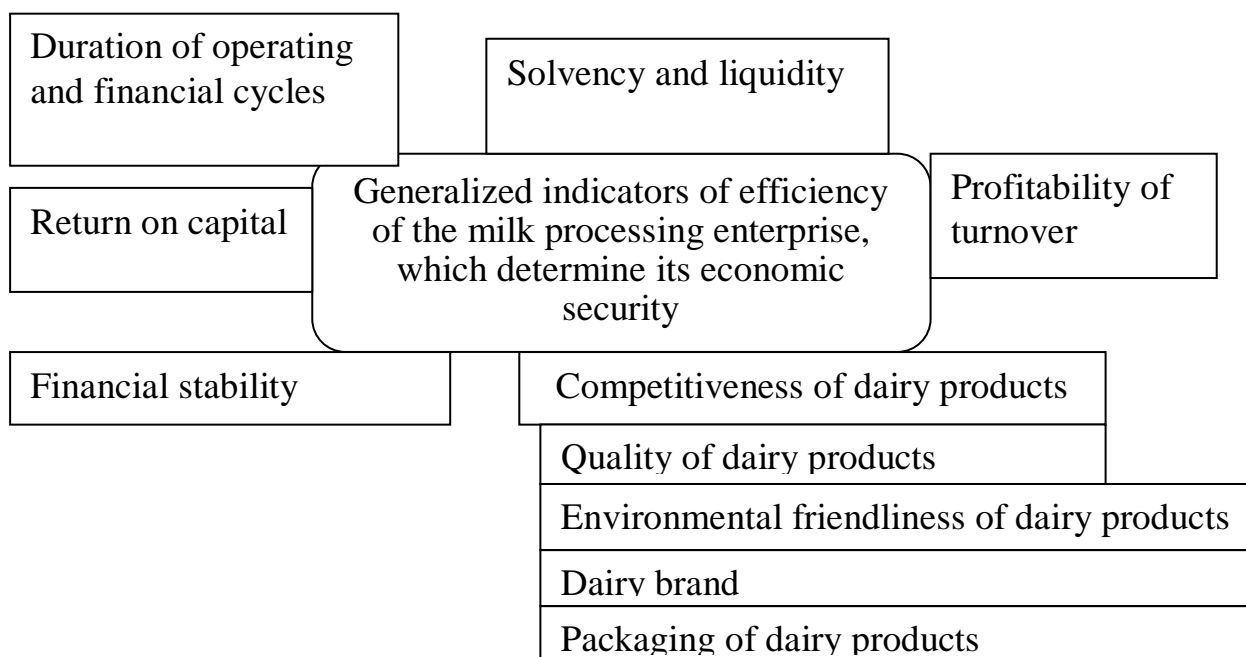 Duration of operating
and financial cycles
Solvency and liquidity
Generalized indicators of efficiency
of the milk processing enterprise,
which determine its economic
security
Return on capital
Profitability of
turnover
Financial stability
Competitiveness of dairy products
Quality of dairy products
Environmental friendliness of dairy products
Dairy brand
Packaging of dairy products